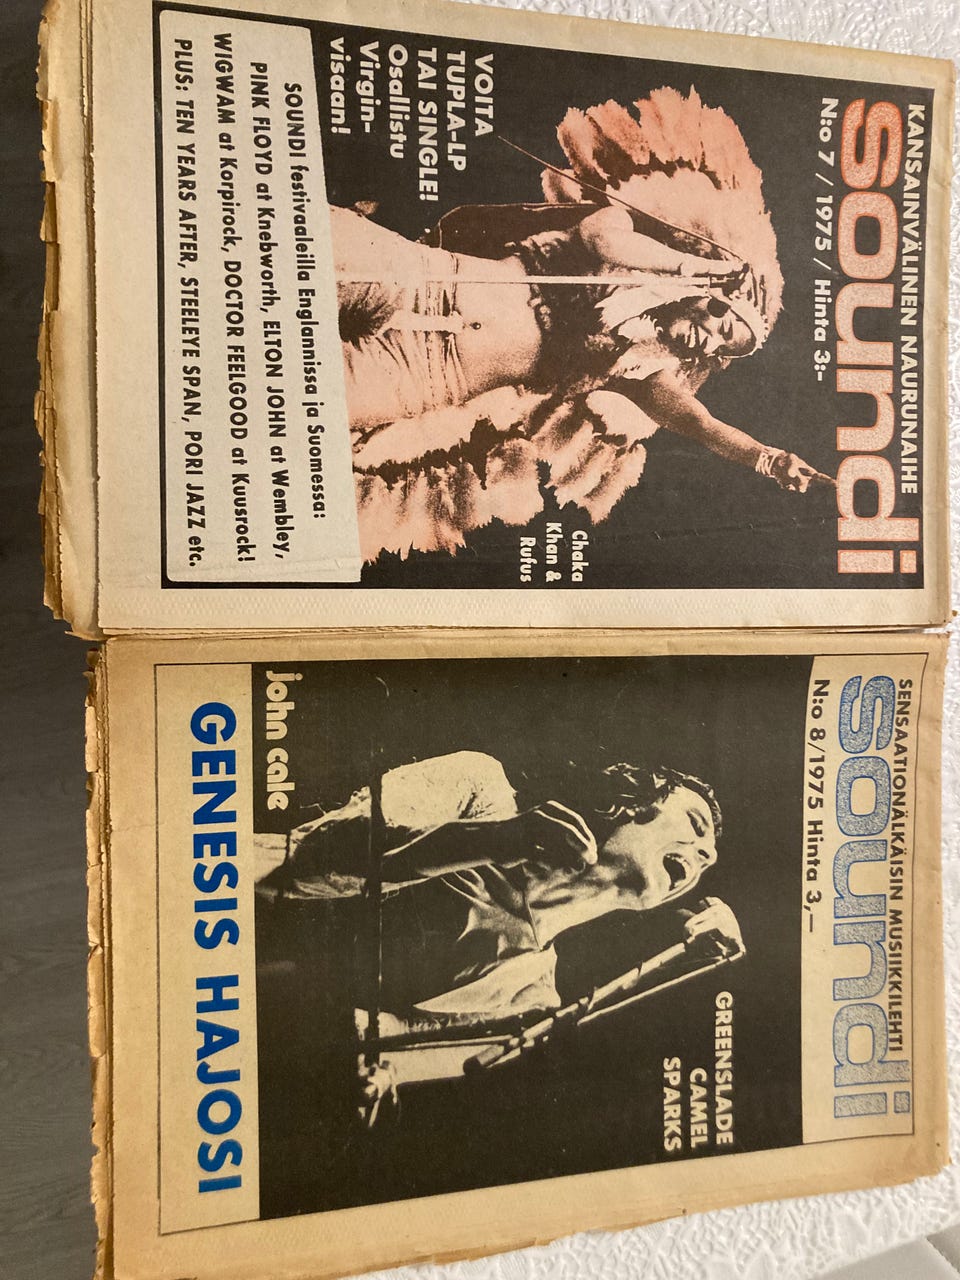 KANSAINVÄLINEN NAURUNAIHE
soundi
N:o 7 / 1975 / Hinta 3:-
VOITA
TUPLA-LP
TAI SINGLE!
Osallistu
Virgin-
visaan!
Chaka
Khan &
Rufus
SOUNDI festivaaleilla Englannissa ja Suomessa:
PINK FLOYD at Knebworth, ELTON JOHN at Wembley,
WIGWAM at Korpirock, DOCTOR FEELGOOD at Kuusrock!
PLUS: TEN YEARS AFTER, STEELEYE SPAN, PORI JAZZ etc.
SENSAATIONÄLKÄISIN MUSIIKKILEHTI
soundi
N:o 8/1975 Hinta 3,—
GREENSLADE
CAMEL
SPARKS
john cale
GENESIS HAJOSI